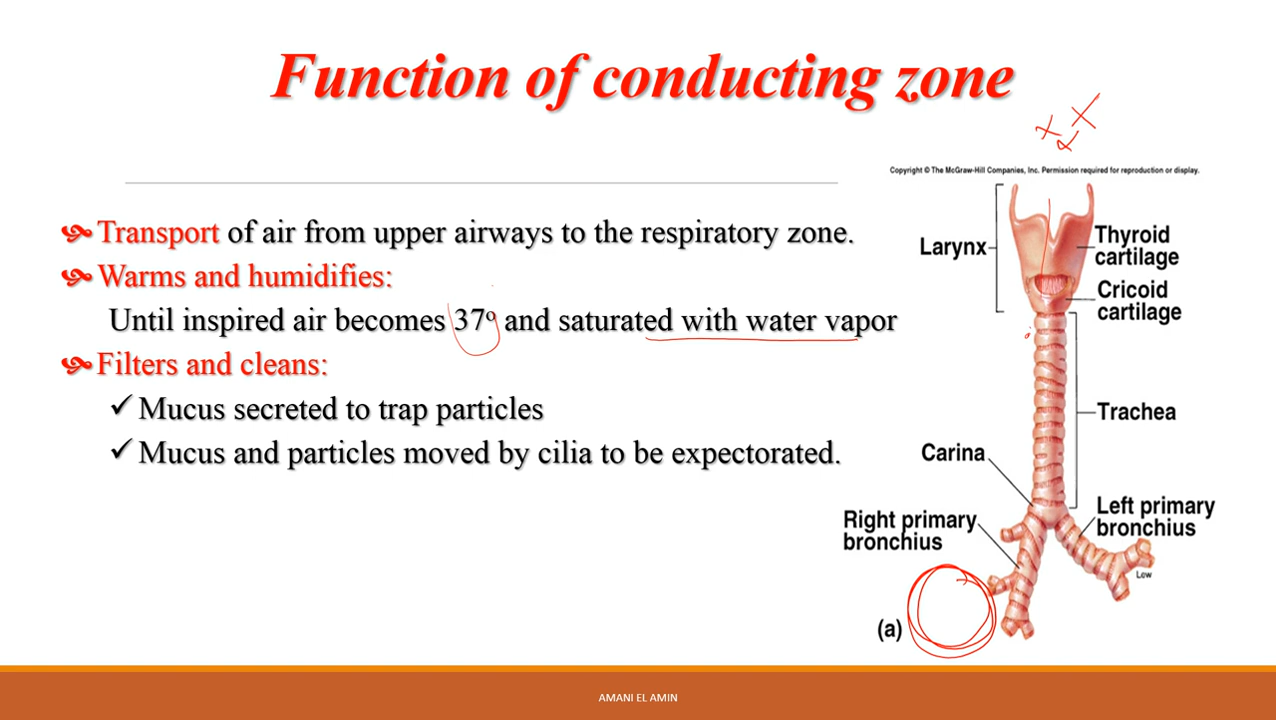 Function of conducting zone
Copyright © The McGraw-Hill Companies, Inc. Permission required for reproduction or display.
Transport of air from upper airways to the respiratory zone.
Warms and humidifies:
Until inspired air becomes 37º and saturated with water vapor
Filters and cleans:
✓ Mucus secreted to trap particles
✓ Mucus and particles moved by cilia to be expectorated.
Larynx
Thyroid
cartilage
Cricoid
cartilage
Trachea
Carina
Right primary
bronchius
Left primary
bronchius
Low
(a)
AMANI EL AMIN